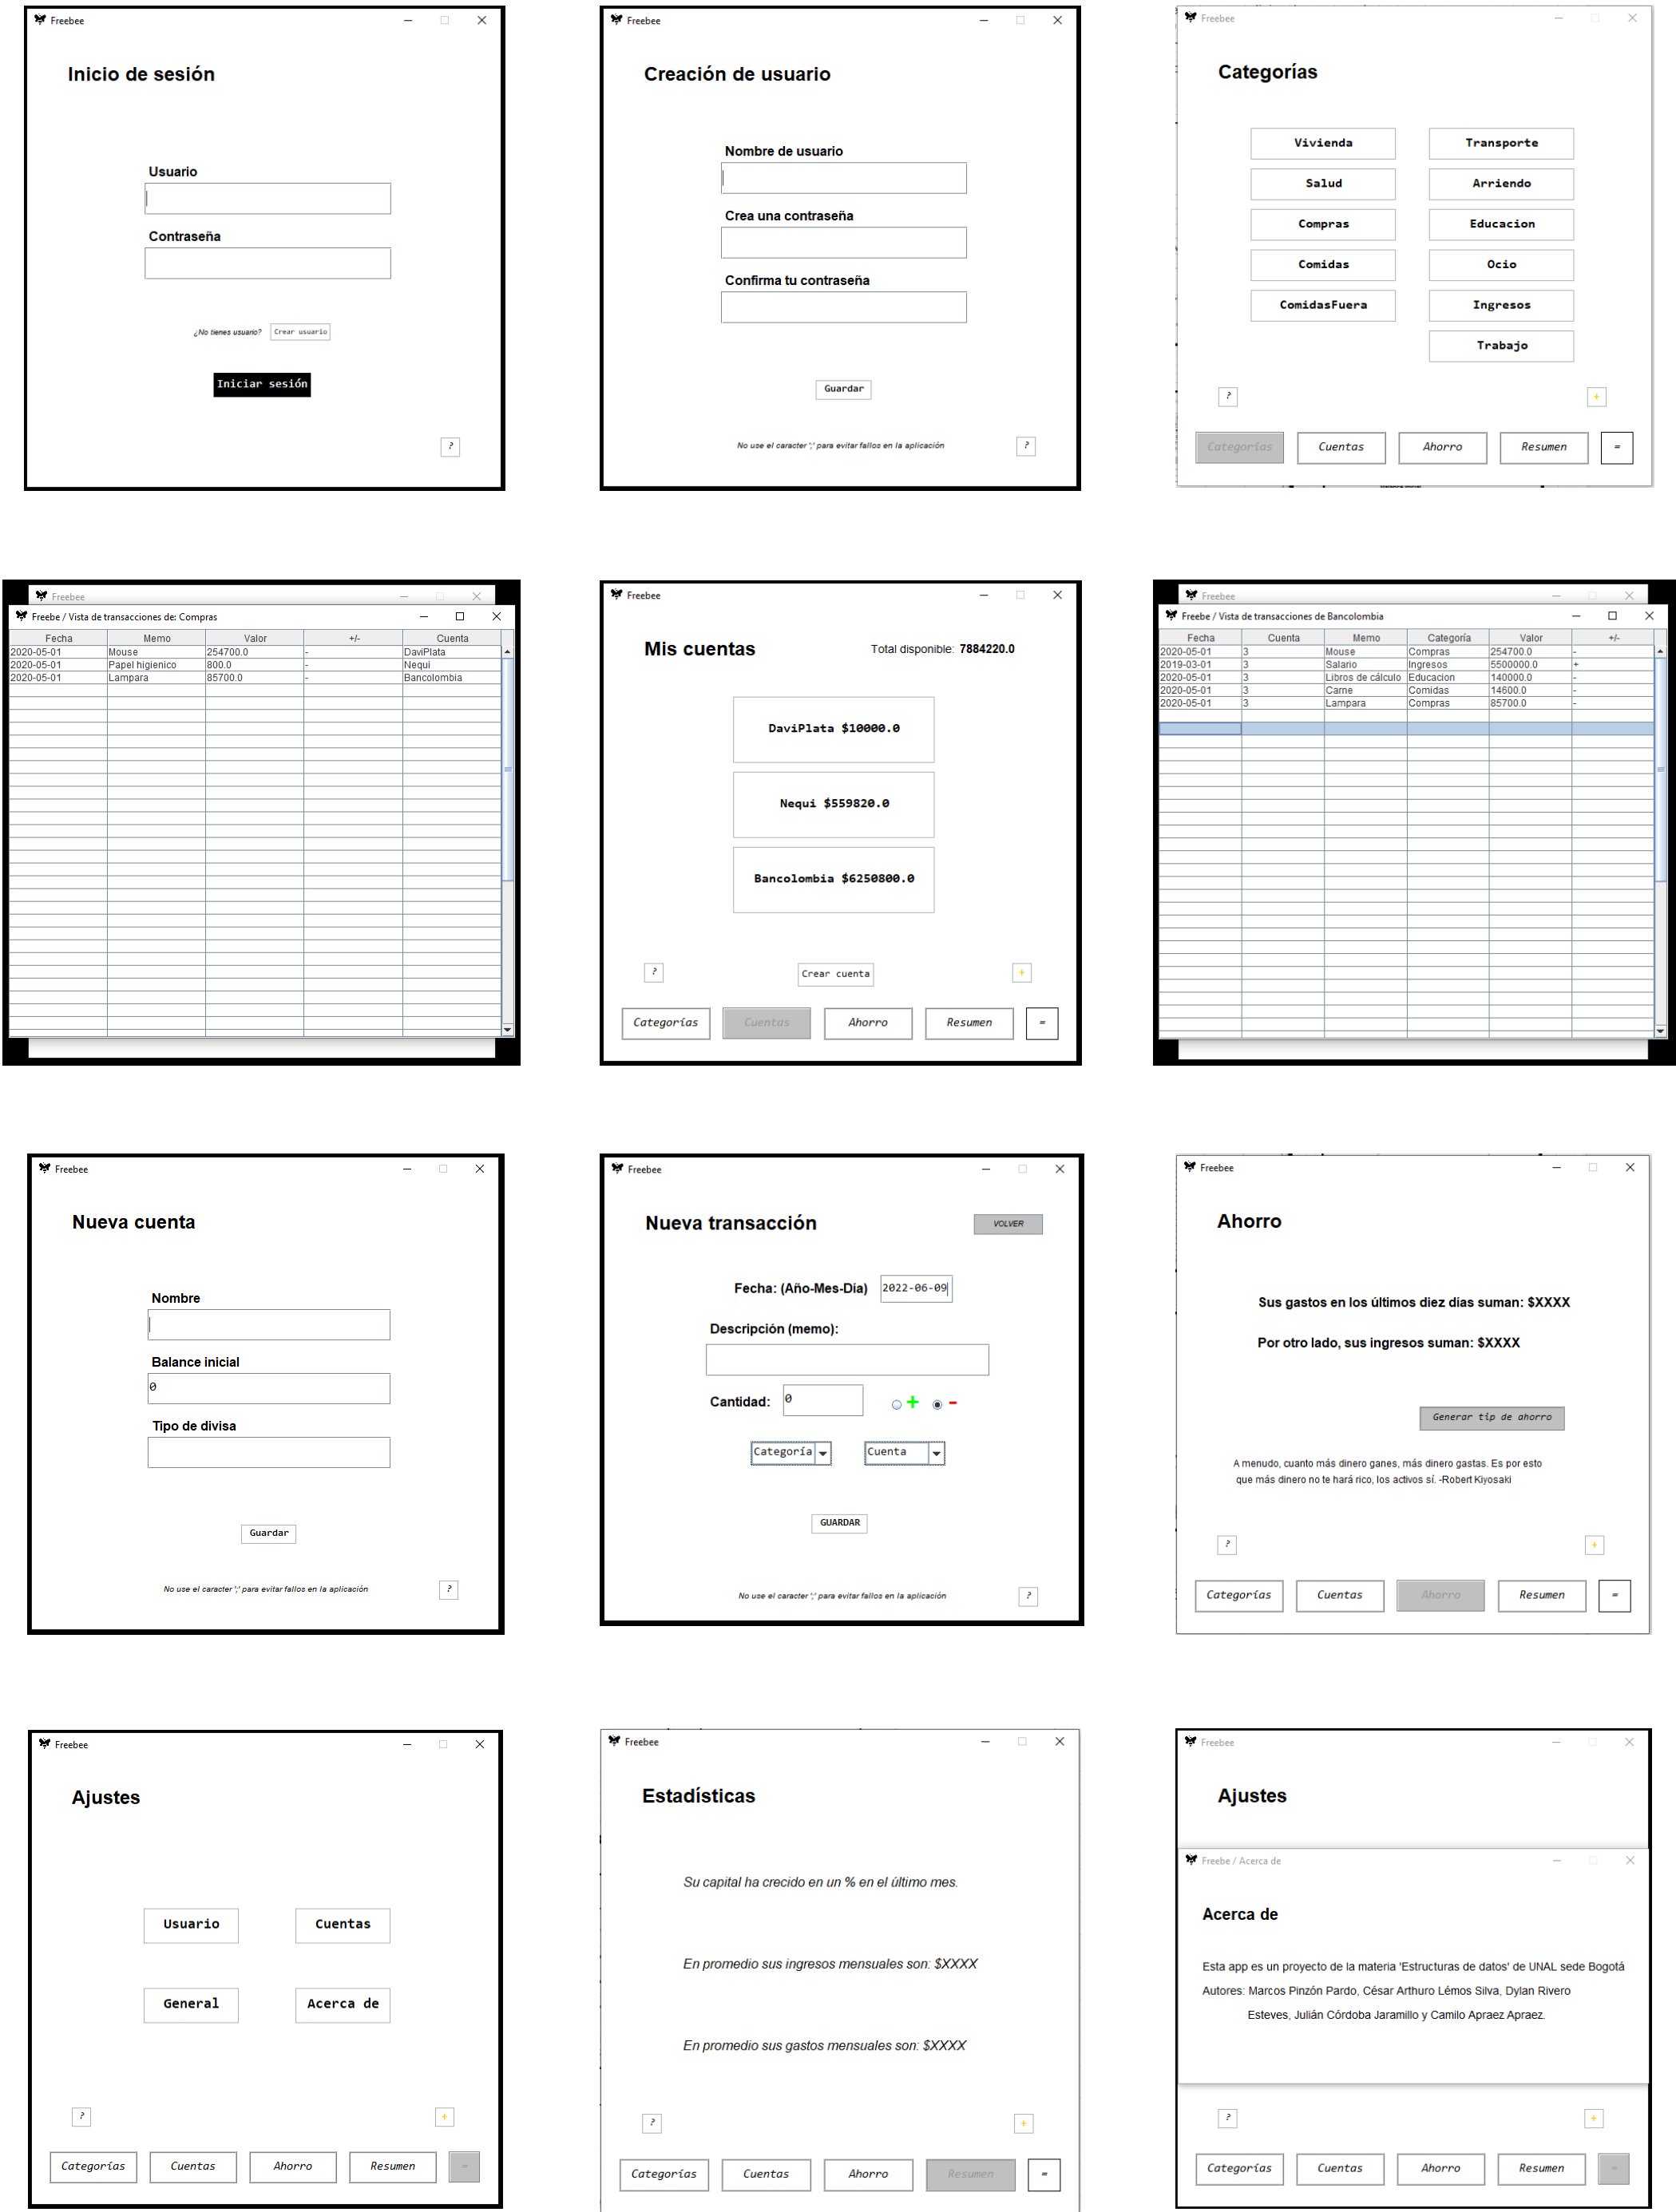 Freebee
Inicio de sesión
Usuario
Contraseña
¿No tienes usuario? Crear usuario
Iniciar sesión
?
Freebee
Creación de usuario
Nombre de usuario
Crea una contraseña
Confirma tu contraseña
Guardar
No use el caracter ';' para evitar fallos en la aplicación ?
Freebee
Categorías
Vivienda Transporte
Salud Arriendo
Compras Educacion
Comidas Ocio
ComidasFuera Ingresos
Trabajo
? +
Categorías Cuentas Ahorro Resumen =
Freebee
Freebe / Vista de transacciones de: Compras
Fecha Memo Valor +/- Cuenta
2020-05-01 Mouse 254700.0 - DaviPlata
2020-05-01 Papel higienico 800.0 - Nequi
2020-05-01 Lampara 85700.0 - Bancolombia
Freebee
Mis cuentas Total disponible: 7884220.0
DaviPlata $10000.0
Nequi $559820.0
Bancolombia $6250800.0
? Crear cuenta +
Categorías Cuentas Ahorro Resumen =
Freebee
Freebe / Vista de transacciones de Bancolombia
Fecha Cuenta Memo Categoría Valor +/-
2020-05-01 3 Mouse Compras 254700.0 -
2019-03-01 3 Salario Ingresos 5500000.0 +
2020-05-01 3 Libros de cálculo Educacion 140000.0 -
2020-05-01 3 Carne Comidas 14600.0 -
2020-05-01 3 Lampara Compras 85700.0 -
Freebee
Nueva cuenta
Nombre
Balance inicial
0
Tipo de divisa
Guardar
No use el caracter ';' para evitar fallos en la aplicación ?
Freebee
Nueva transacción VOLVER
Fecha: (Año-Mes-Día) 2022-06-09
Descripción (memo):
Cantidad: 0 + -
Categoría Cuenta
GUARDAR
No use el caracter ';' para evitar fallos en la aplicación ?
Freebee
Ahorro
Sus gastos en los últimos diez días suman: $XXXX
Por otro lado, sus ingresos suman: $XXXX
Generar tip de ahorro
A menudo, cuanto más dinero ganes, más dinero gastas. Es por esto
que más dinero no te hará rico, los activos sí. -Robert Kiyosaki
? +
Categorías Cuentas Ahorro Resumen =
Freebee
Ajustes
Usuario Cuentas
General Acerca de
? +
Categorías Cuentas Ahorro Resumen =
Freebee
Estadísticas
Su capital ha crecido en un % en el último mes.
En promedio sus ingresos mensuales son: $XXXX
En promedio sus gastos mensuales son: $XXXX
? +
Categorías Cuentas Ahorro Resumen =
Freebee
Ajustes
Freebe / Acerca de
Acerca de
Esta app es un proyecto de la materia 'Estructuras de datos' de UNAL sede Bogotá
Autores: Marcos Pinzón Pardo, César Arthuro Lémos Silva, Dylan Rivero
Esteves, Julián Córdoba Jaramillo y Camilo Apraez Apraez.
? +
Categorías Cuentas Ahorro Resumen =